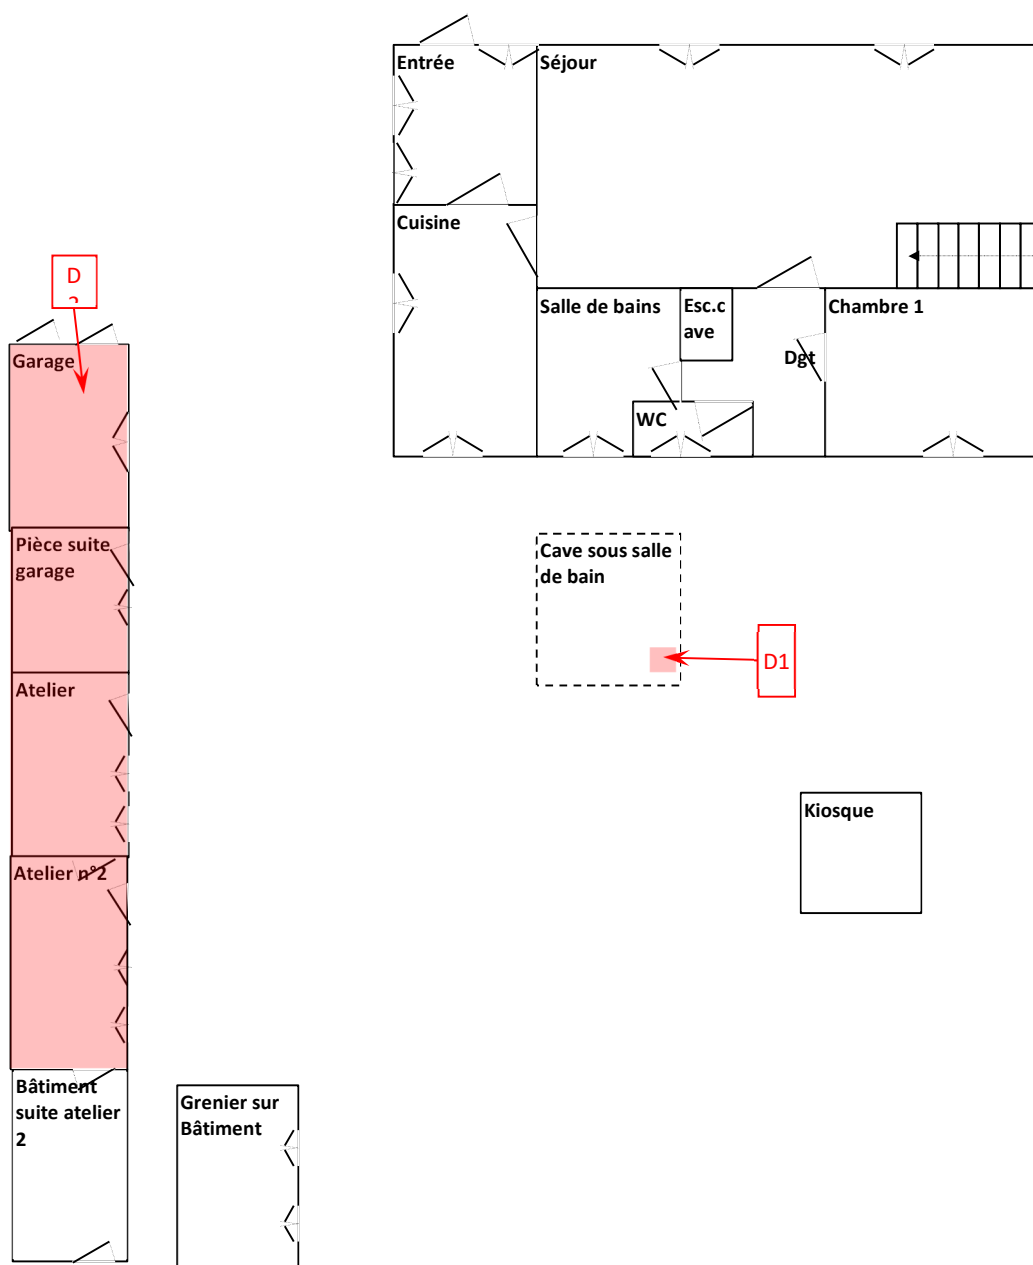 Entrée
Séjour
Cuisine
Salle de bains
Esc.c
ave
Chambre 1
Dgt
WC
D
Garage
Pièce suite
garage
Cave sous salle
de bain
D1
Atelier
Kiosque
Atelier n°2
Bâtiment
suite atelier
2
Grenier sur
Bâtiment